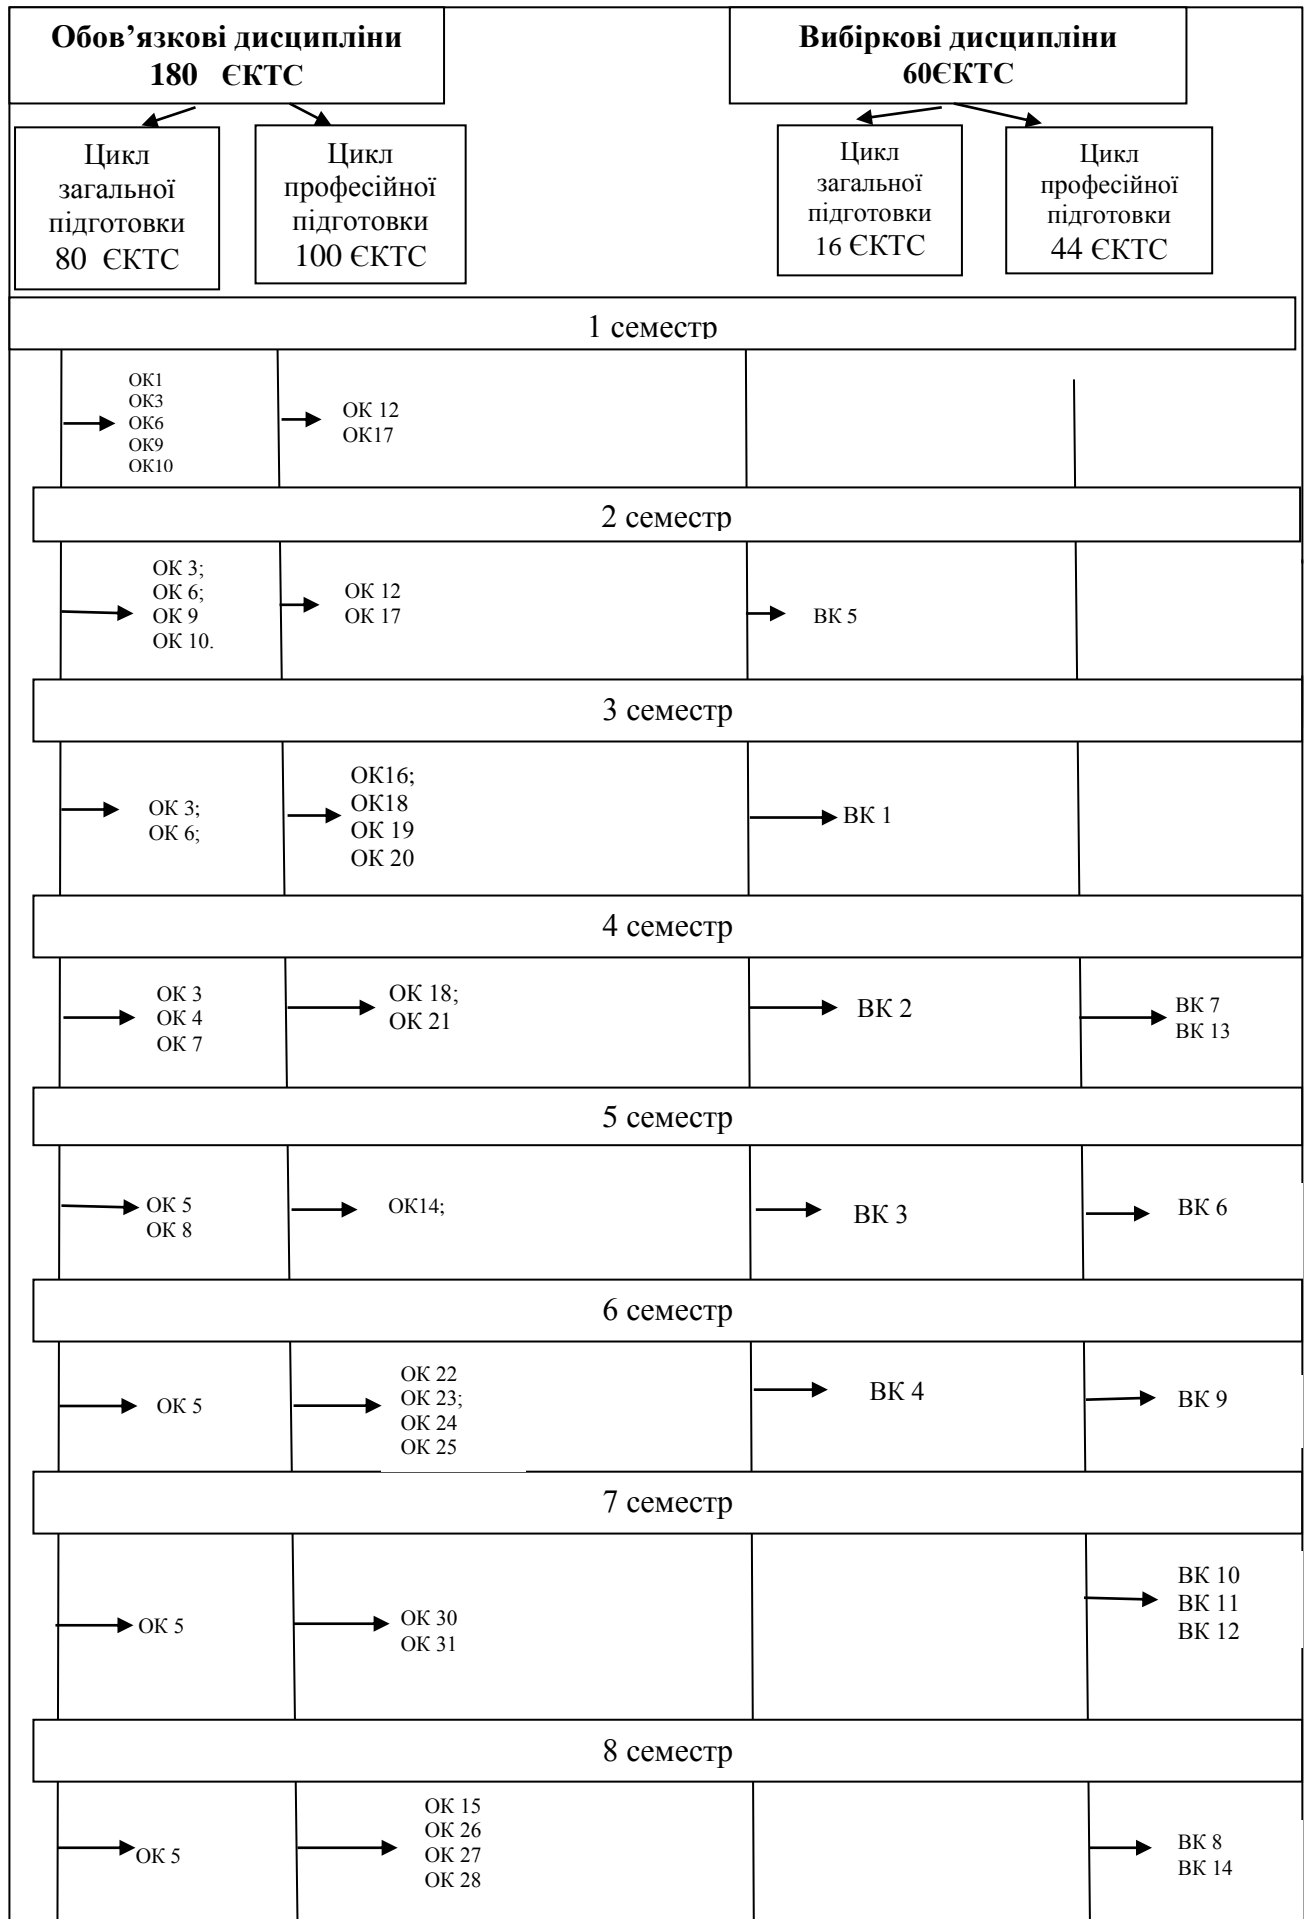 Обов’язкові дисципліни
180 ЄКТС
Вибіркові дисципліни
60ЄКТС
Цикл
загальної
підготовки
80 ЄКТС
Цикл
професійної
підготовки
100 ЄКТС
Цикл
загальної
підготовки
16 ЄКТС
Цикл
професійної
підготовки
44 ЄКТС
1 семестр
ОК1
ОК3
ОК6
ОК9
ОК10
ОК 12
ОК17
2 семестр
ОК 3;
ОК 6;
ОК 9
ОК 10.
ОК 12
ОК 17
ВК 5
3 семестр
ОК 3;
ОК 6;
ОК16;
ОК18
ОК 19
ОК 20
ВК 1
4 семестр
ОК 3
ОК 4
ОК 7
ОК 18;
ОК 21
ВК 2
ВК 7
ВК 13
5 семестр
ОК 5
ОК 8
ОК14;
ВК 3
ВК 6
6 семестр
ОК 5
ОК 22
ОК 23;
ОК 24
ОК 25
ВК 4
ВК 9
7 семестр
ОК 5
ОК 30
ОК 31
ВК 10
ВК 11
ВК 12
8 семестр
ОК 5
ОК 15
ОК 26
ОК 27
ОК 28
ВК 8
ВК 14